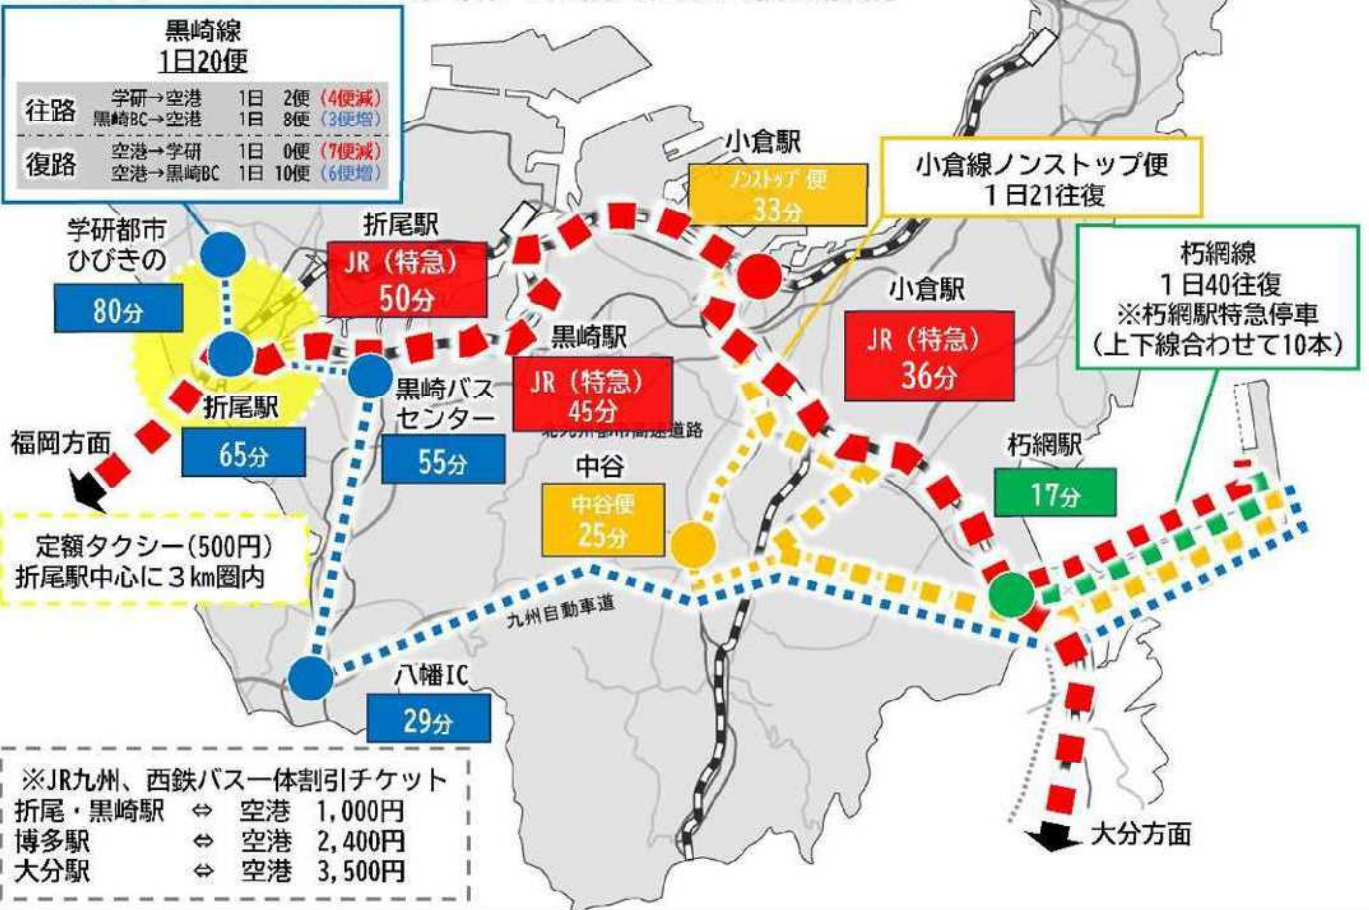 黒崎線
1日20便
往路 学研→空港 1日 2便 (4便減)
黒崎BC→空港 1日 8便 (3便増)
復路 空港→学研 1日 0便 (7便減)
空港→黒崎BC 1日 10便 (6便増)
小倉駅
ノンストップ便
33分
小倉線ノンストップ便
1日21往復
朽網線
1日40往復
※朽網駅特急停車
(上下線合わせて10本)
学研都市
ひびきの
80分
折尾駅
JR(特急)
50分
小倉駅
JR(特急)
36分
黒崎駅
JR(特急)
45分
折尾駅
65分
黒崎バス
センター
55分
北九州都市高速道路
福岡方面
中谷
中谷便
25分
朽網駅
17分
定額タクシー(500円)
折尾駅中心に3km圏内
九州自動車道
八幡IC
29分
※JR九州、西鉄バス一体割引チケット
折尾・黒崎駅 ⇔ 空港 1,000円
博多駅 ⇔ 空港 2,400円
大分駅 ⇔ 空港 3,500円
大分方面